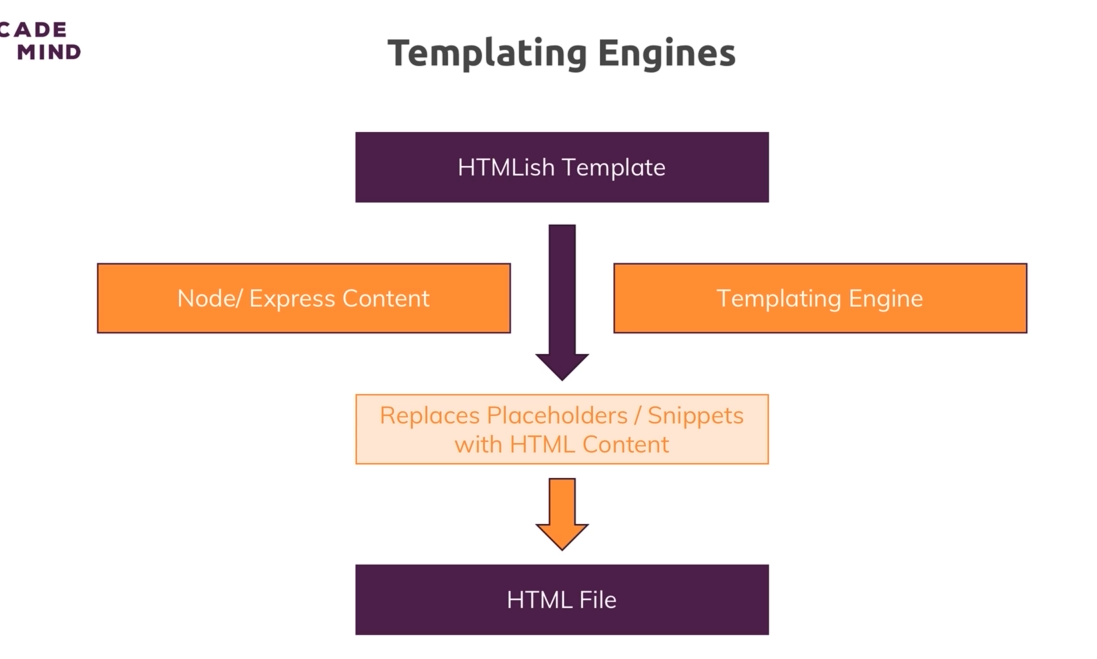 CADE
MIND
Templating Engines
HTMLish Template
Node/ Express Content
Templating Engine
Replaces Placeholders / Snippets
with HTML Content
HTML File